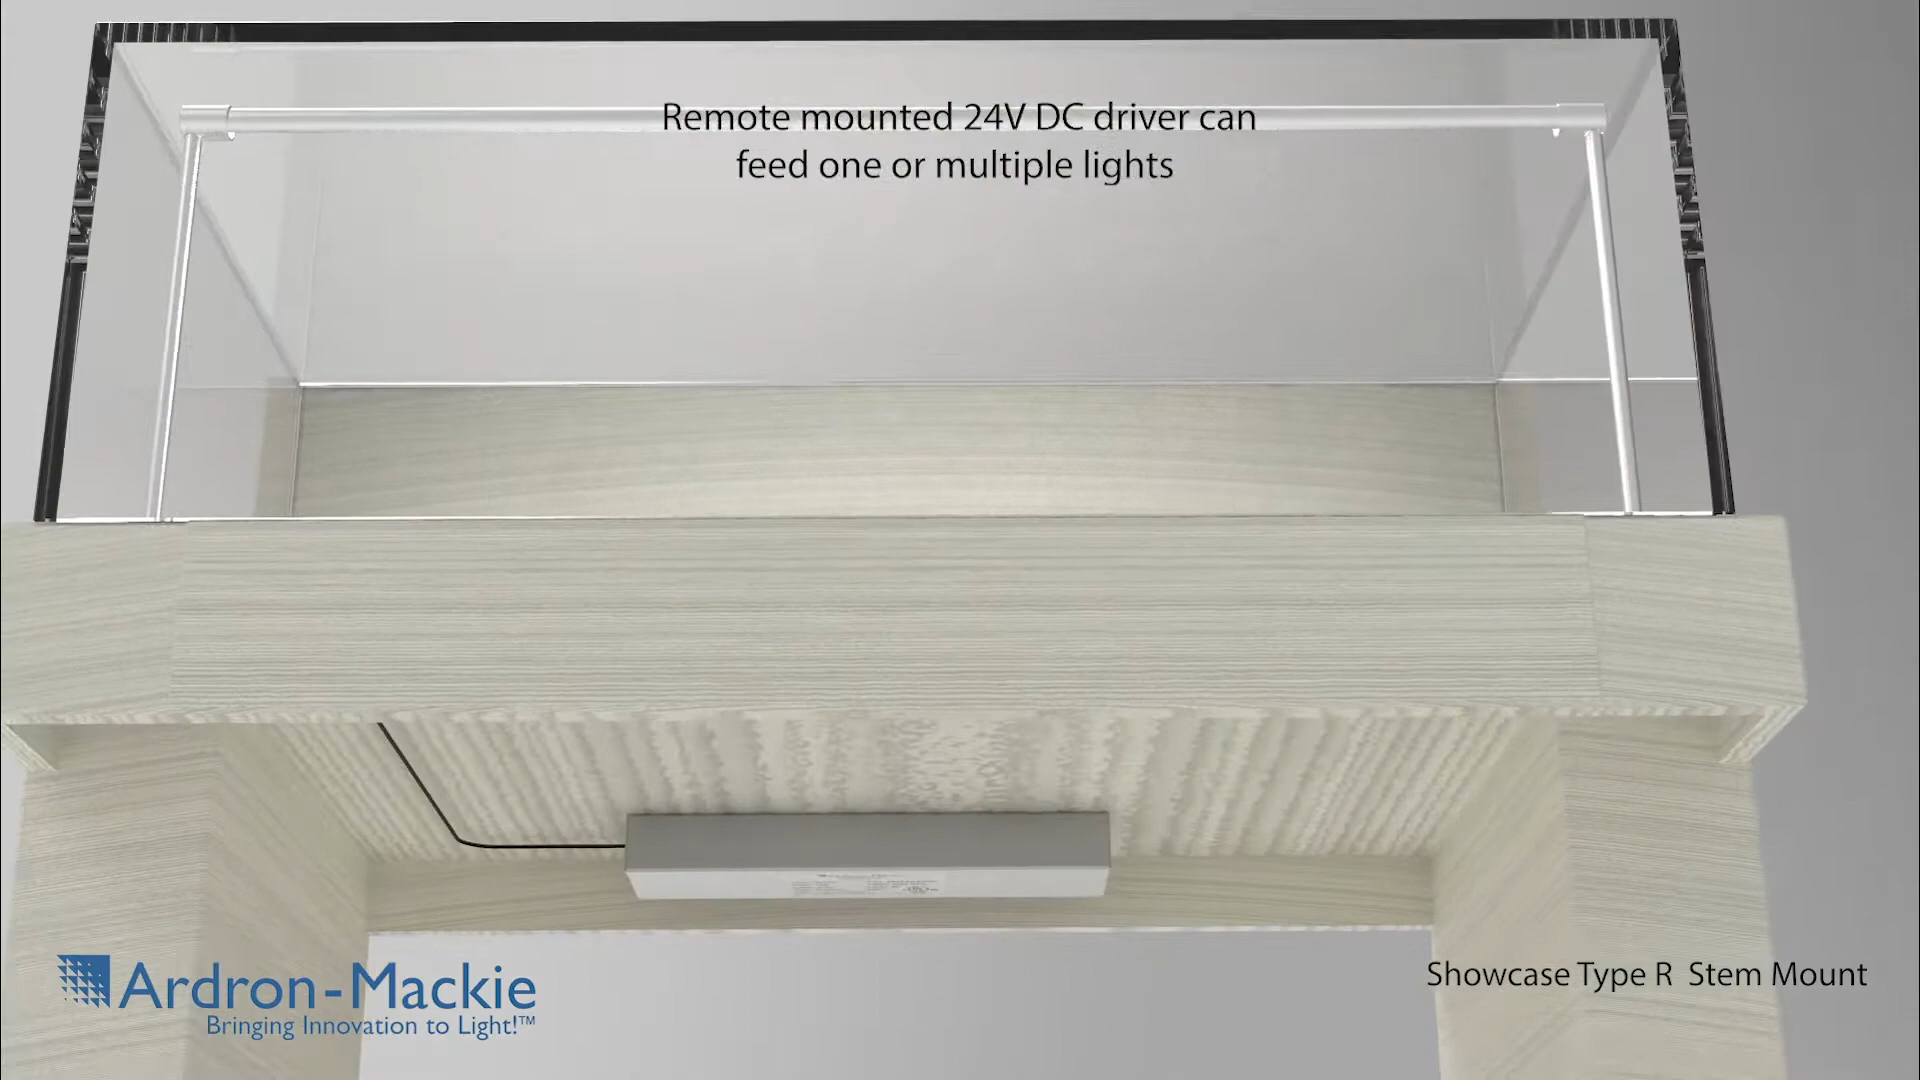 Remote mounted 24V DC driver can
feed one or multiple lights
Ardron-Mackie
Bringing Innovation to Light!™
Showcase Type R Stem Mount